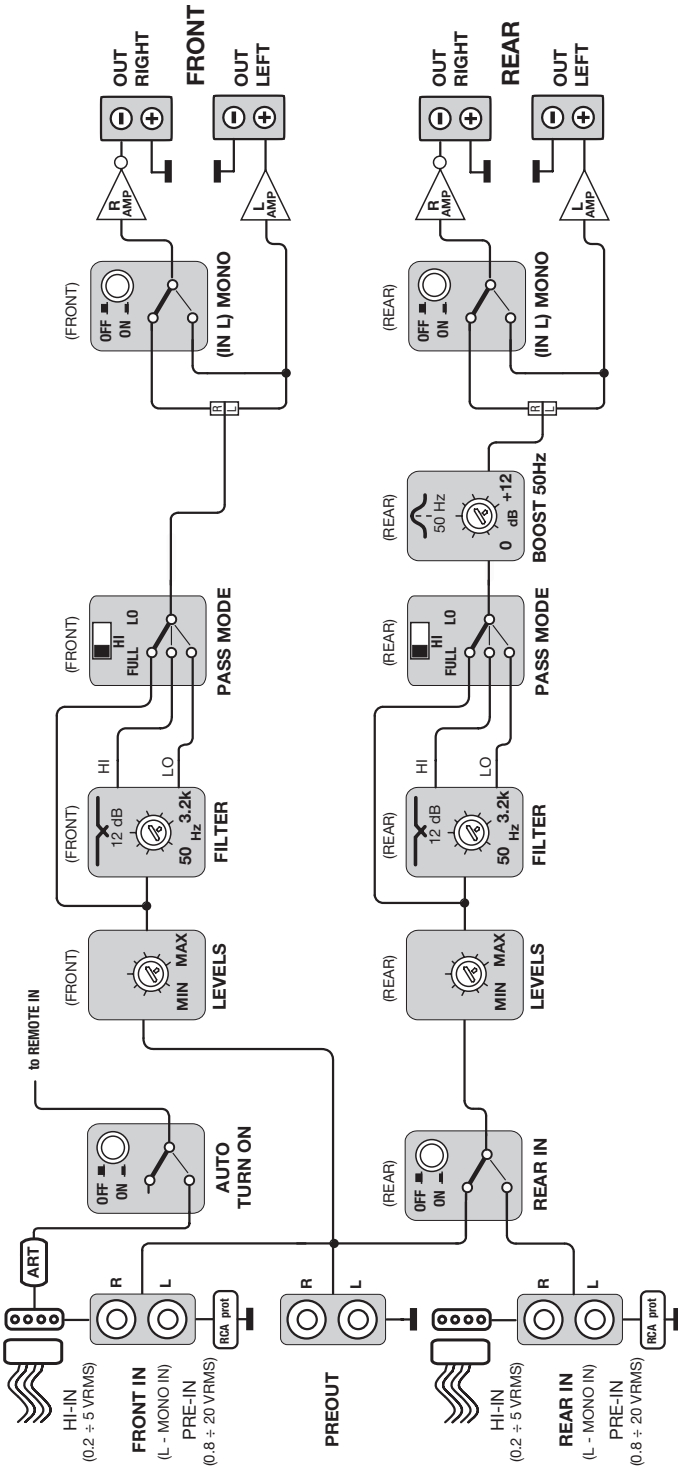 HI-IN
(0.2 ÷ 5 VRMS)
FRONT IN
(L - MONO IN)
PRE-IN
(0.8 ÷ 20 VRMS)
ART
R
L
RCA prot
to REMOTE IN
OFF
ON
AUTO
TURN ON
(FRONT)
MIN MAX
LEVELS
(FRONT)
12 dB
50 Hz 3.2k
FILTER
HI
LO
(FRONT)
HI
FULL LO
PASS MODE
R
L
(FRONT)
OFF
ON
(IN L) MONO
R
AMP
L
AMP
OUT
RIGHT
FRONT
OUT
LEFT
PREOUT
R
L
HI-IN
(0.2 ÷ 5 VRMS)
REAR IN
(L - MONO IN)
PRE-IN
(0.8 ÷ 20 VRMS)
R
L
RCA prot
(REAR)
OFF
ON
REAR IN
(REAR)
MIN MAX
LEVELS
(REAR)
12 dB
50 Hz 3.2k
FILTER
HI
LO
(REAR)
HI
FULL LO
PASS MODE
(REAR)
50 Hz
0 dB +12
BOOST 50Hz
R
L
(REAR)
OFF
ON
(IN L) MONO
R
AMP
L
AMP
OUT
RIGHT
REAR
OUT
LEFT